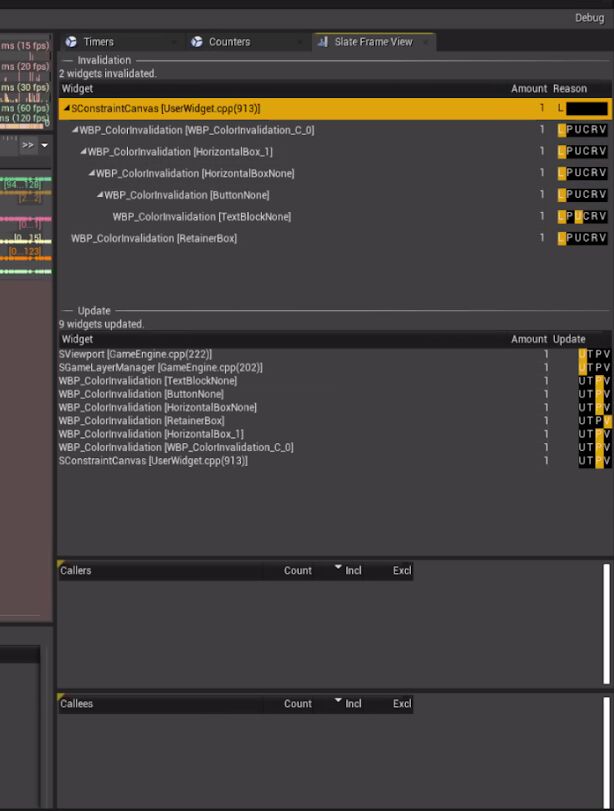 Debug
ms (15 fps)
ms (20 fps)
ms (30 fps)
ms (60 fps)
ms (120 fps)
>>
[94...128]
[2...2]
[0...1]
[0...15]
[0...123]
Timers Counters Slate Frame View
Invalidation
2 widgets invalidated.
Widget Amount Reason
SConstraintCanvas [UserWidget.cpp(913)] 1 L
WBP_ColorInvalidation [WBP_ColorInvalidation_C_0] 1 LPUCRV
WBP_ColorInvalidation [HorizontalBox_1] 1 LPUCRV
WBP_ColorInvalidation [HorizontalBoxNone] 1 LPUCRV
WBP_ColorInvalidation [ButtonNone] 1 LPUCRV
WBP_ColorInvalidation [TextBlockNone] 1 LPUCRV
WBP_ColorInvalidation [RetainerBox] 1 LPUCRV
Update
9 widgets updated.
Widget Amount Update
SViewport [GameEngine.cpp(222)] 1 UTPV
SGameLayerManager [GameEngine.cpp(202)] 1 UTPV
WBP_ColorInvalidation [TextBlockNone] 1 UTPV
WBP_ColorInvalidation [ButtonNone] 1 UTPV
WBP_ColorInvalidation [HorizontalBoxNone] 1 UTPV
WBP_ColorInvalidation [RetainerBox] 1 UTPV
WBP_ColorInvalidation [HorizontalBox_1] 1 UTPV
WBP_ColorInvalidation [WBP_ColorInvalidation_C_0] 1 UTPV
SConstraintCanvas [UserWidget.cpp(913)] 1 UTPV
Callers Count Incl Excl
Callees Count Incl Excl